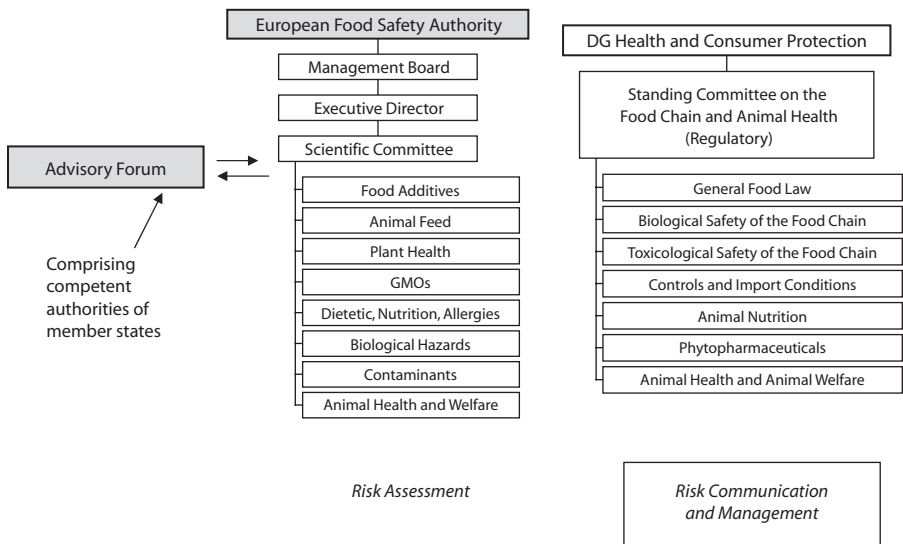 European Food Safety Authority
Management Board
Executive Director
Scientific Committee
Advisory Forum
Comprising
competent
authorities of
member states
Food Additives
Animal Feed
Plant Health
GMOs
Dietetic, Nutrition, Allergies
Biological Hazards
Contaminants
Animal Health and Welfare
Risk Assessment
DG Health and Consumer Protection
Standing Committee on the
Food Chain and Animal Health
(Regulatory)
General Food Law
Biological Safety of the Food Chain
Toxicological Safety of the Food Chain
Controls and Import Conditions
Animal Nutrition
Phytopharmaceuticals
Animal Health and Animal Welfare
Risk Communication
and Management